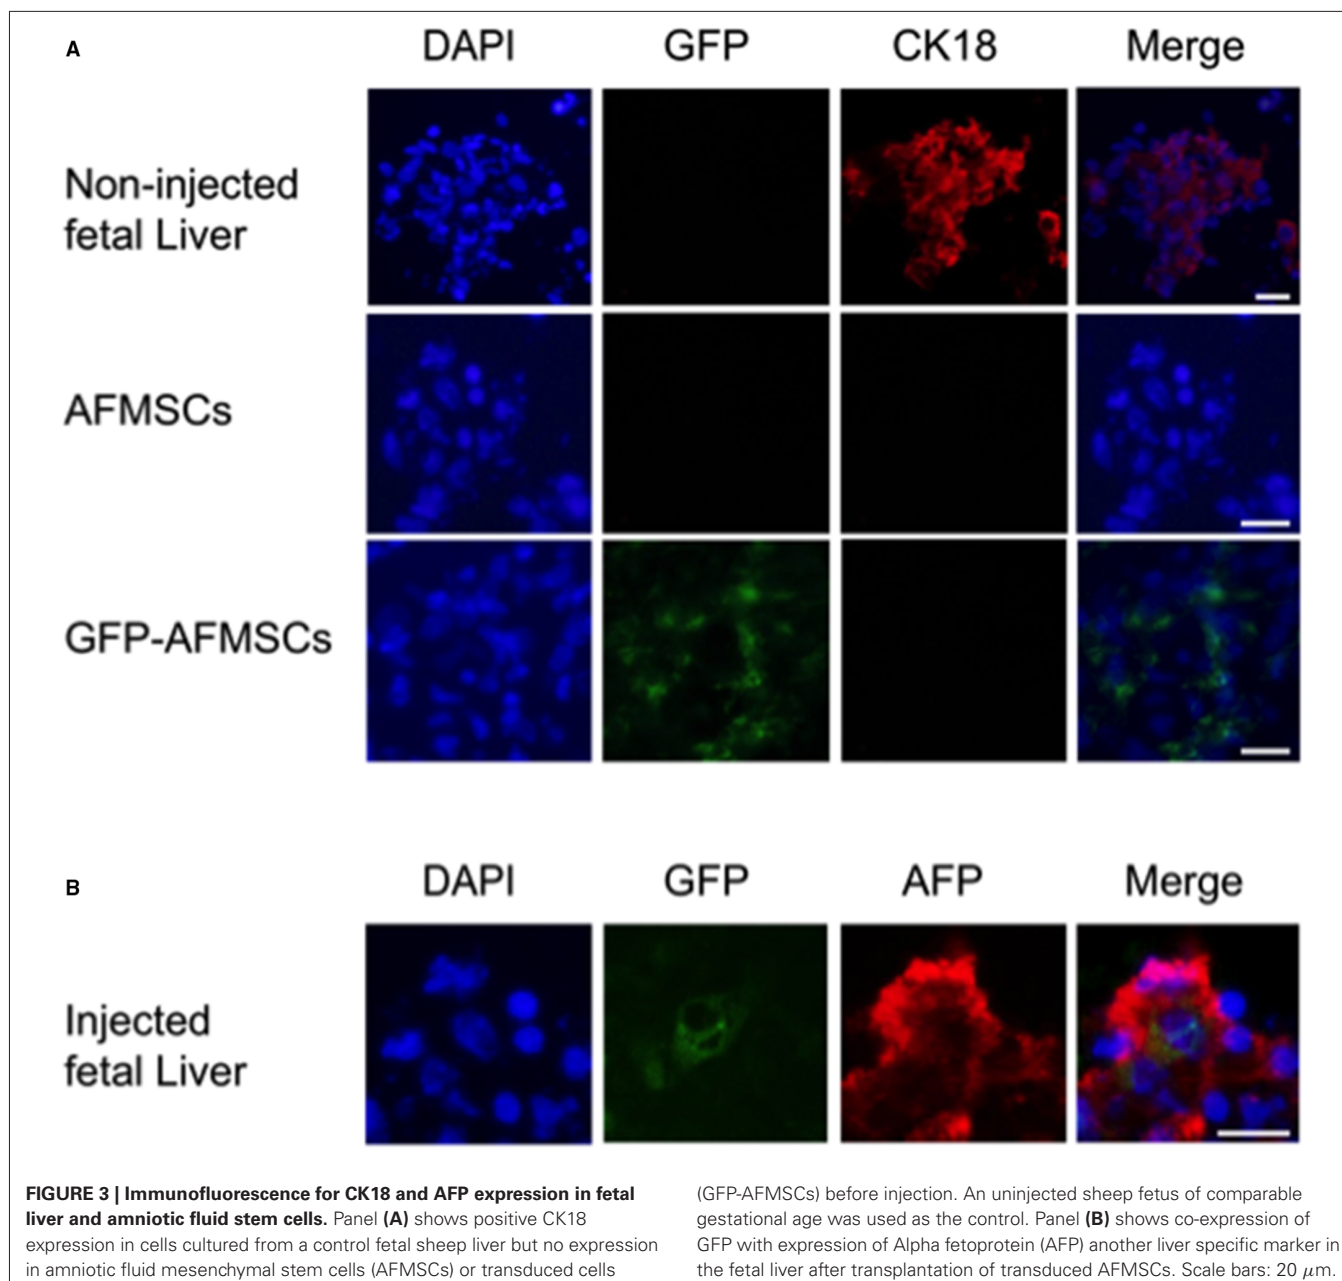 A
DAPI GFP CK18 Merge
Non-injected
fetal Liver
AFMSCs
GFP-AFMSCs
B
DAPI GFP AFP Merge
Injected
fetal Liver
FIGURE 3 | Immunofluorescence for CK18 and AFP expression in fetal
liver and amniotic fluid stem cells. Panel (A) shows positive CK18
expression in cells cultured from a control fetal sheep liver but no expression
in amniotic fluid mesenchymal stem cells (AFMSCs) or transduced cells
(GFP-AFMSCs) before injection. An uninjected sheep fetus of comparable
gestational age was used as the control. Panel (B) shows co-expression of
GFP with expression of Alpha fetoprotein (AFP) another liver specific marker in
the fetal liver after transplantation of transduced AFMSCs. Scale bars: 20 μm.